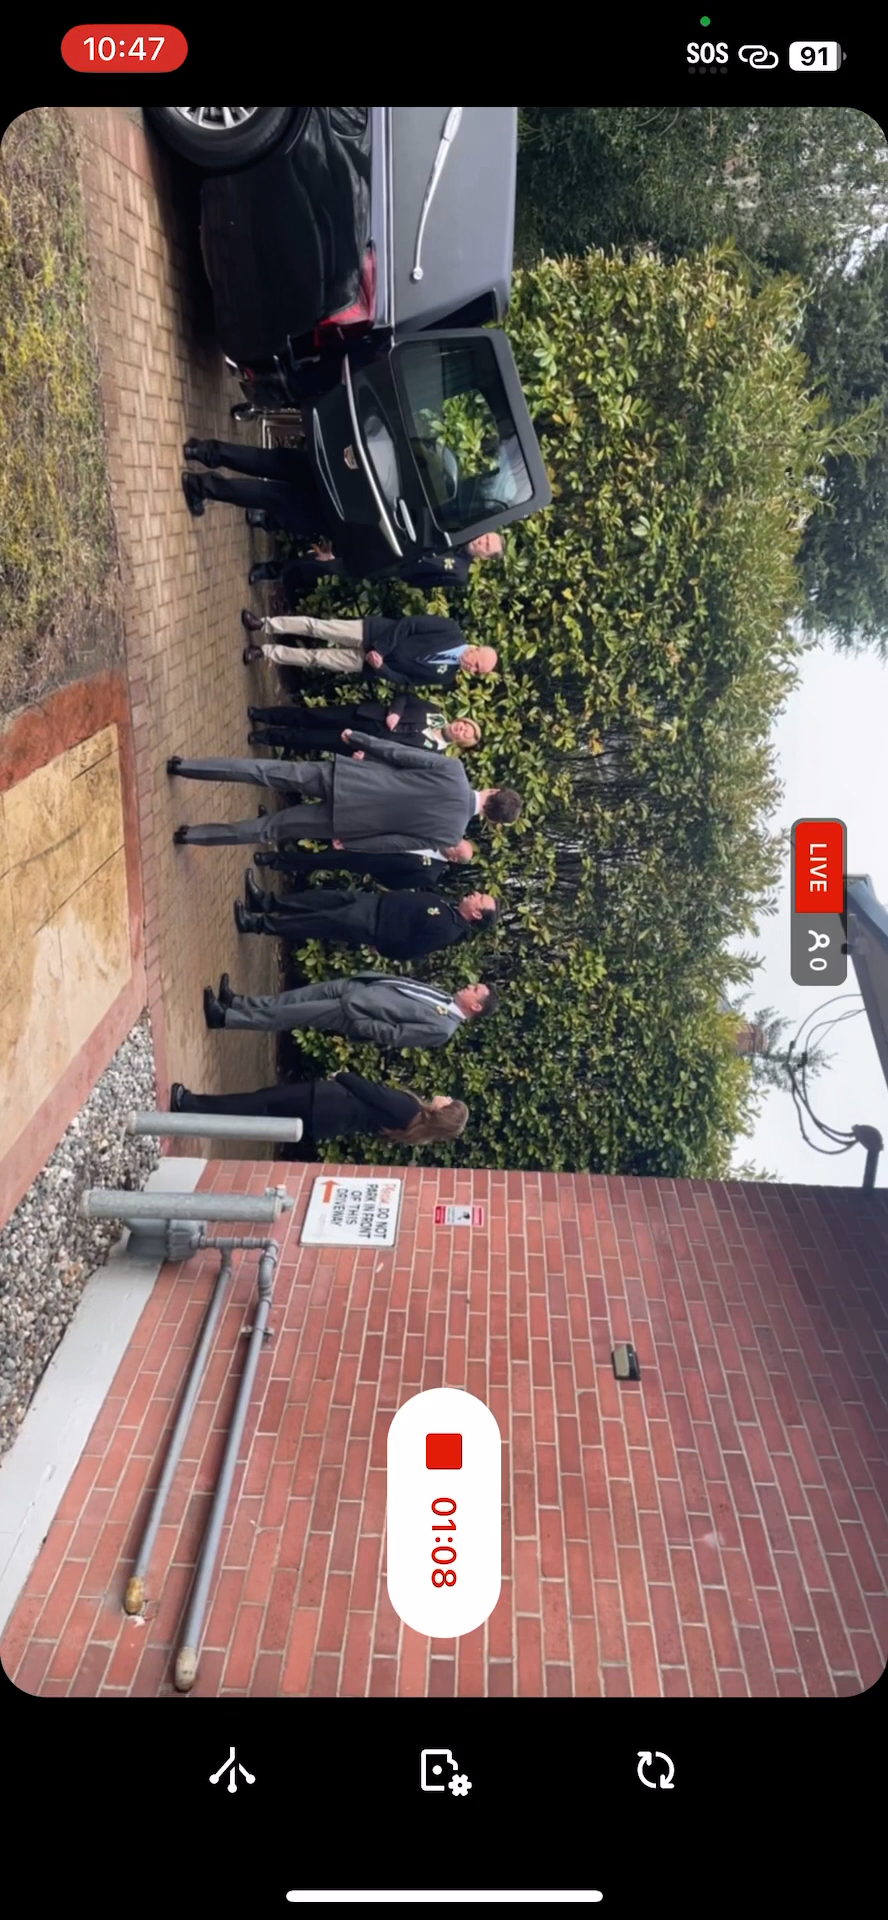 10:47
SOS
91
LIVE
0
Please DO NOT
PARK IN FRONT
OF THIS
DRIVEWAY
01:08